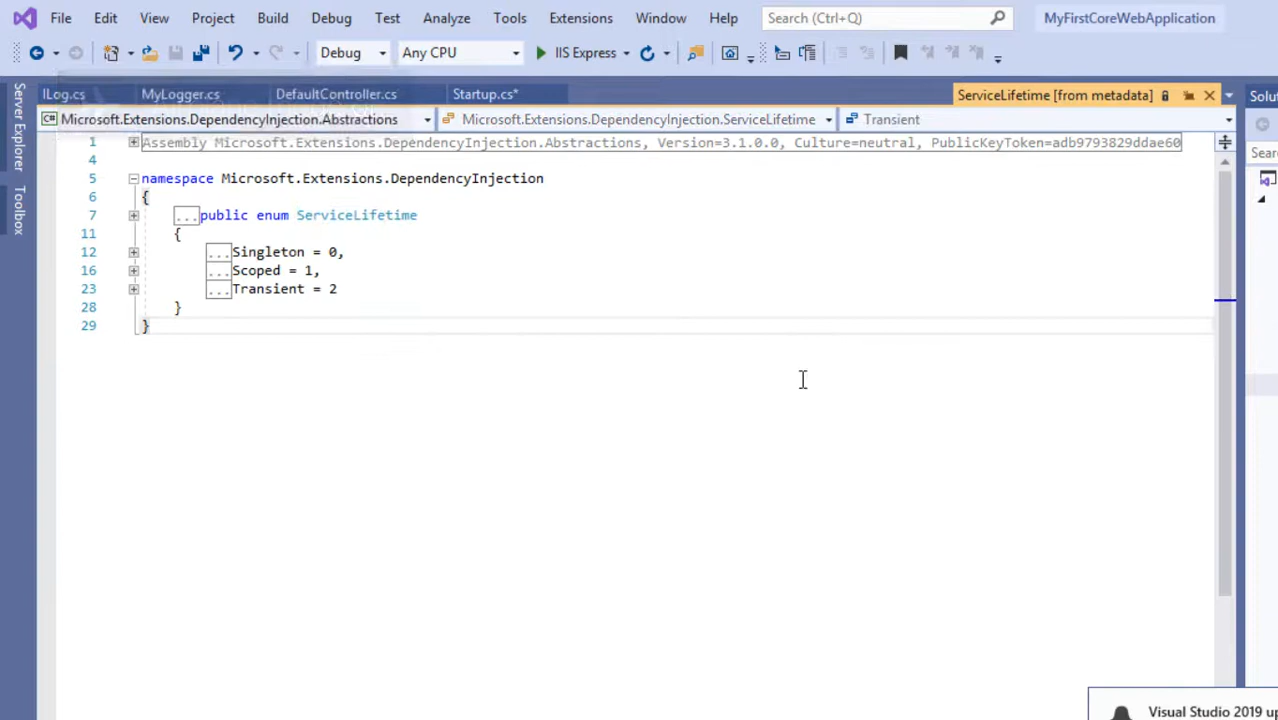 File Edit View Project Build Debug Test Analyze Tools Extensions Window Help Search (Ctrl+Q) MyFirstCoreWebApplication
Debug Any CPU IIS Express
ILog.cs MyLogger.cs DefaultController.cs Startup.cs* ServiceLifetime [from metadata] Solu
Microsoft.Extensions.DependencyInjection.Abstractions Microsoft.Extensions.DependencyInjection.ServiceLifetime Transient
Server Explorer
Toolbox
Sear
1 Assembly Microsoft.Extensions.DependencyInjection.Abstractions, Version=3.1.0.0, Culture=neutral, PublicKeyToken=adb9793829ddae60
4
5 namespace Microsoft.Extensions.DependencyInjection
6 {
7 ...public enum ServiceLifetime
11 {
12 ...Singleton = 0,
16 ...Scoped = 1,
23 ...Transient = 2
28 }
29 }
Visual Studio 2019 up